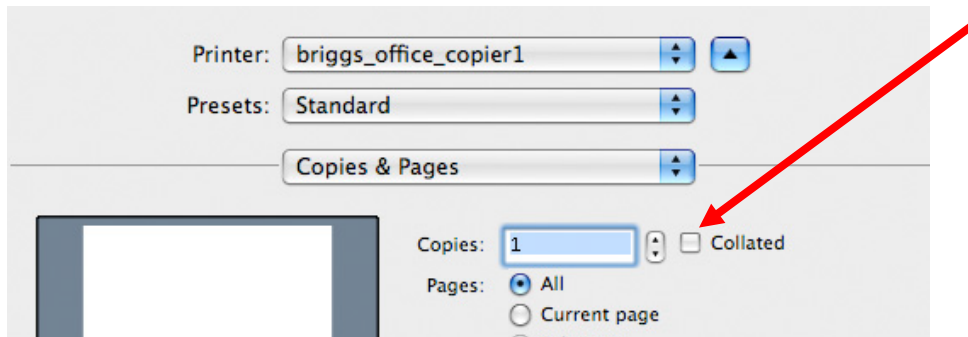 Printer: briggs_office_copier1
Presets: Standard
Copies & Pages
Copies: 1 Collated
Pages: All
Current page